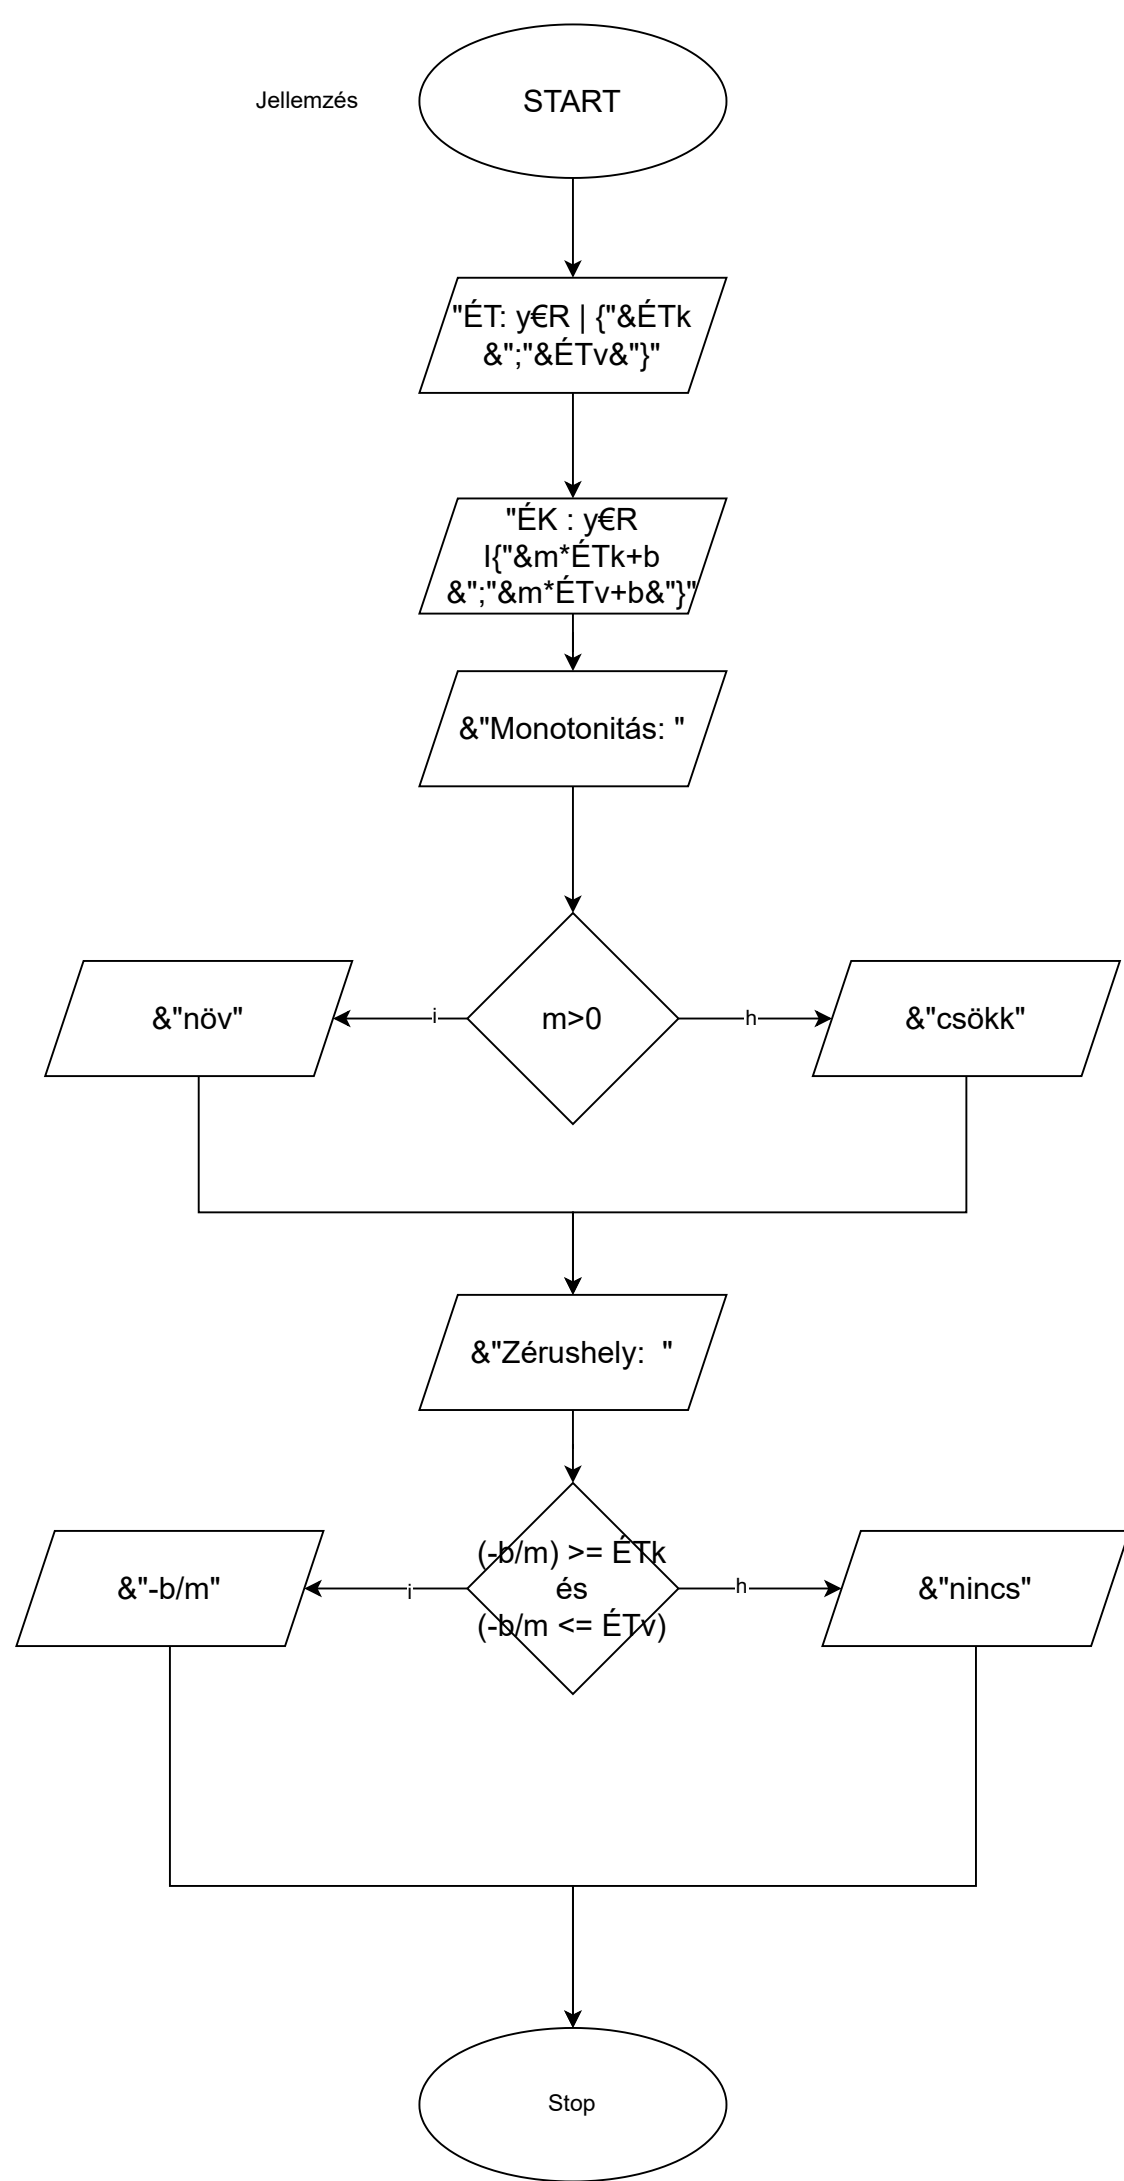 Jellemzés
START
"ÉT: y€R | {"&ÉTk
&";"&ÉTv&"}"
"ÉK : y€R
I{"&m*ÉTk+b
&";"&m*ÉTv+b&"}"
&"Monotonitás: "
&"növ"
i
m>0
h
&"csökk"
&"Zérushely:  "
(-b/m) >= ÉTk
és
(-b/m <= ÉTv)
&"-b/m"
i
h
&"nincs"
Stop